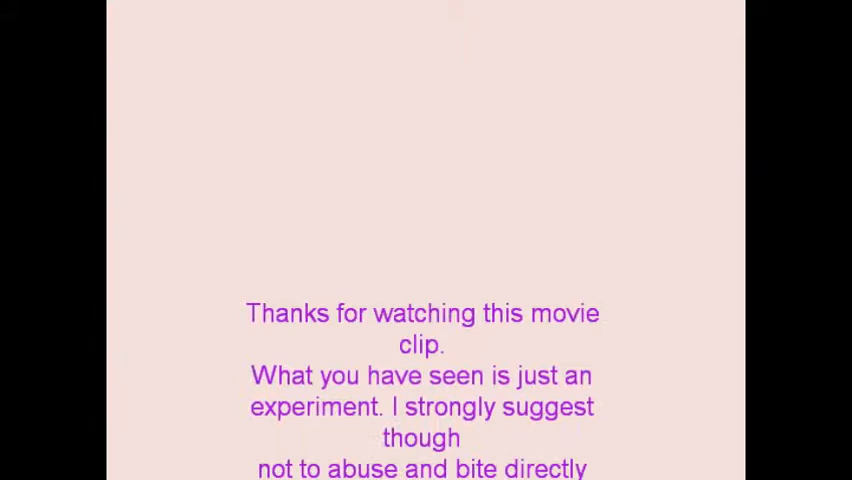 Thanks for watching this movie
clip.
What you have seen is just an
experiment. I strongly suggest
though
not to abuse and bite directly